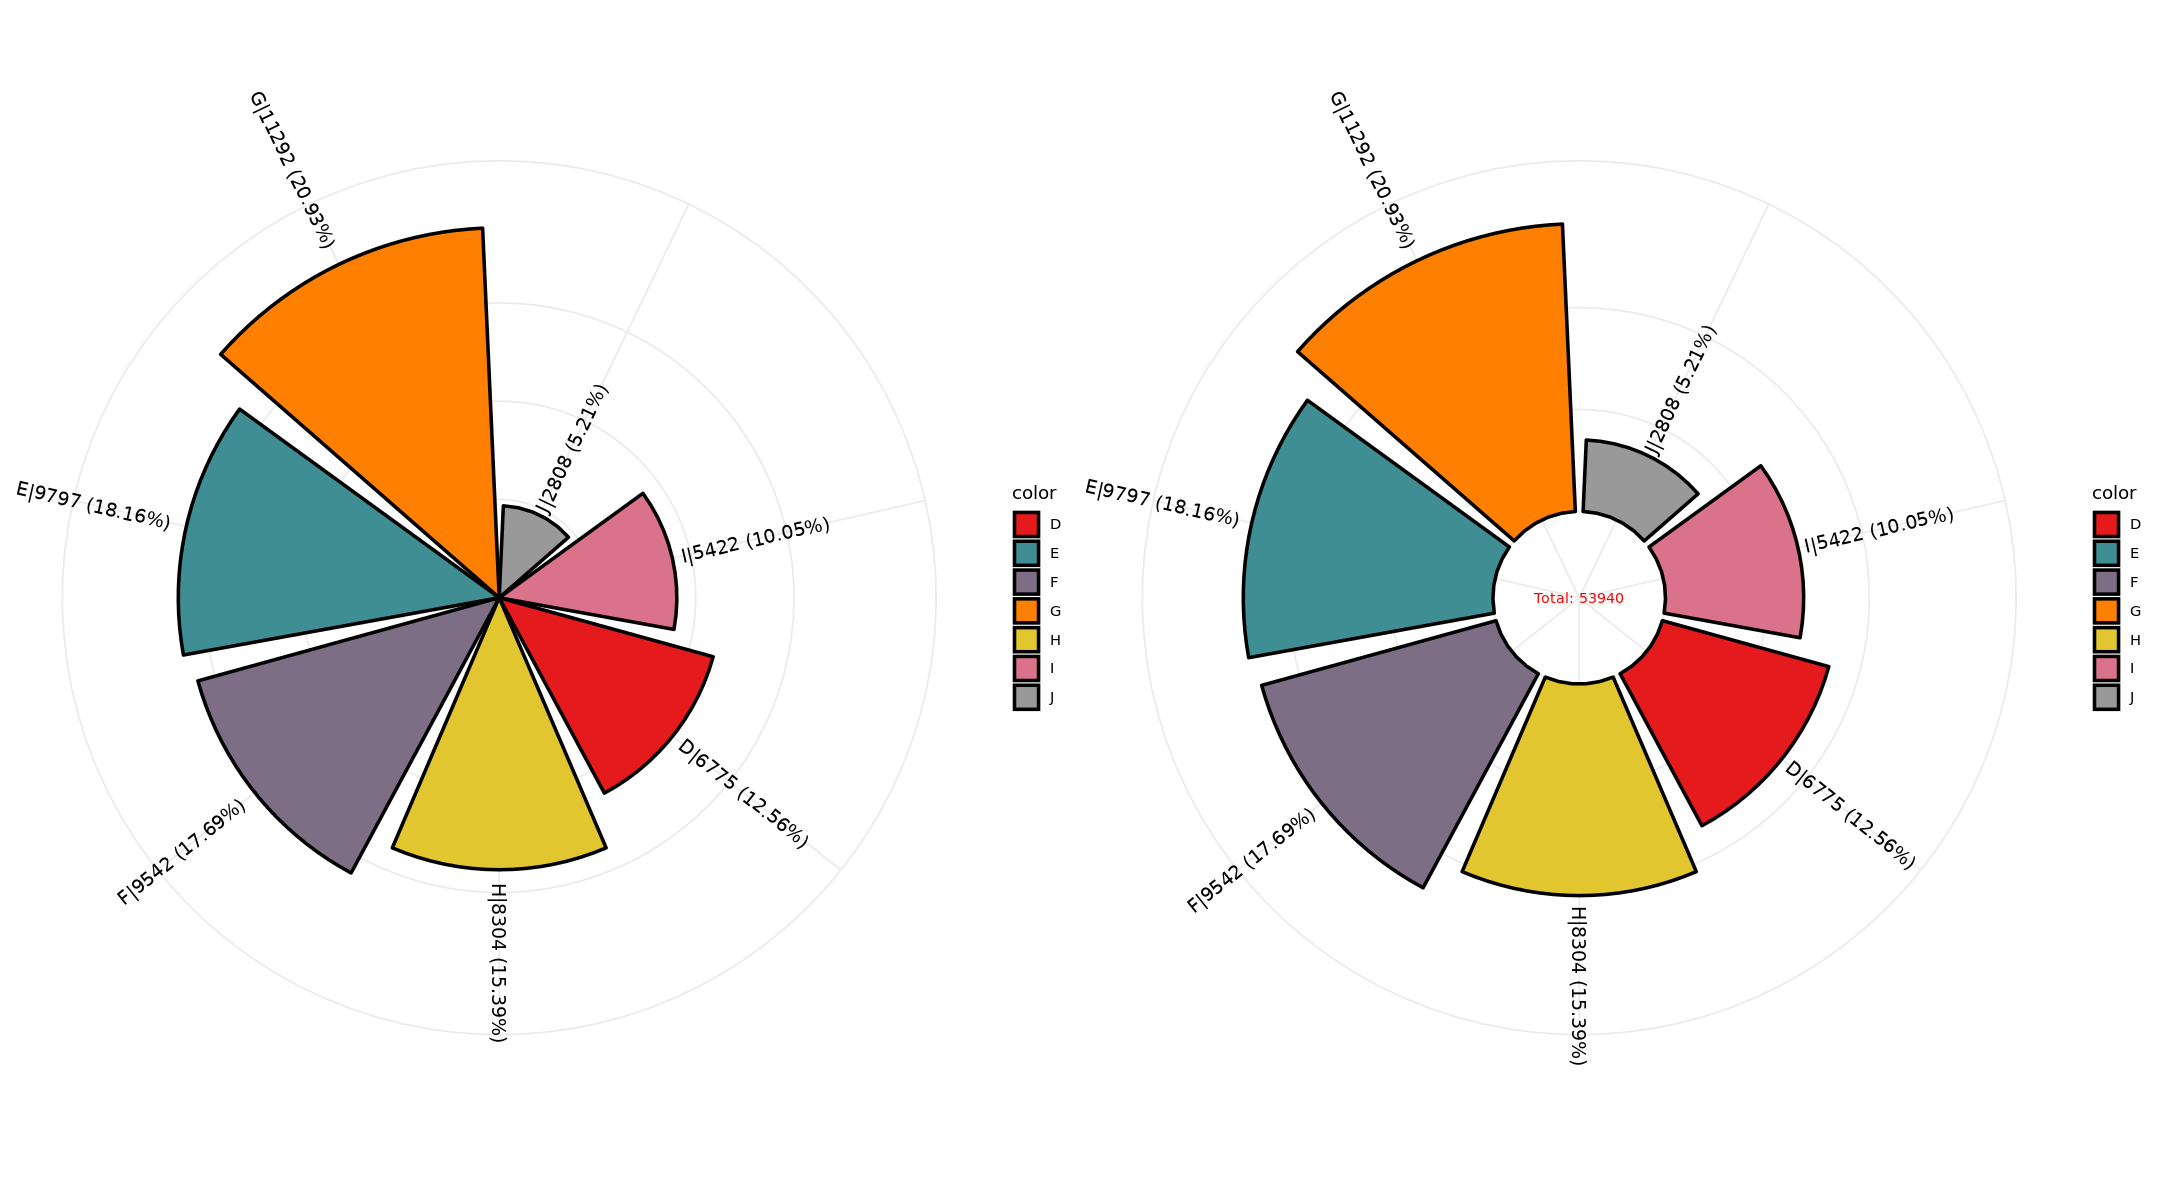 G|11292 (20.93%)
J|2808 (5.21%)
E|9797 (18.16%)
I|5422 (10.05%)
D|6775 (12.56%)
F|9542 (17.69%)
H|8304 (15.39%)
color
D
E
F
G
H
I
J
G|11292 (20.93%)
J|2808 (5.21%)
E|9797 (18.16%)
I|5422 (10.05%)
Total: 53940
D|6775 (12.56%)
F|9542 (17.69%)
H|8304 (15.39%)
color
D
E
F
G
H
I
J